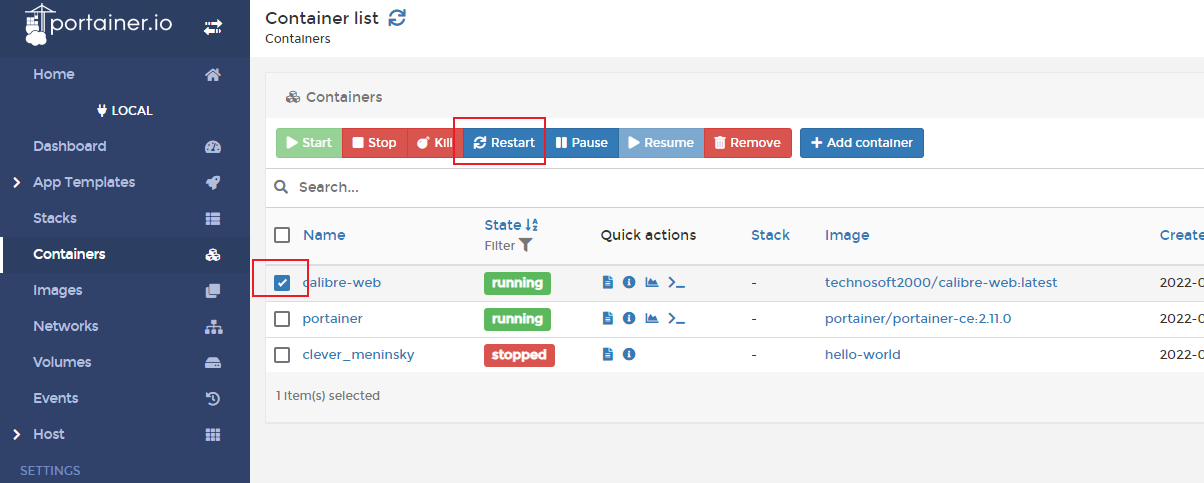 portainer.io
Home
LOCAL
Dashboard
App Templates
Stacks
Containers
Images
Networks
Volumes
Events
Host
SETTINGS
Container list
Containers
Containers
Start Stop Kill Restart Pause Resume Remove Add container
Search...
Name State Filter Quick actions Stack Image Create
calibre-web running - technosoft2000/calibre-web:latest 2022-0
portainer running - portainer/portainer-ce:2.11.0 2022-0
clever_meninsky stopped - hello-world 2022-0
1 item(s) selected